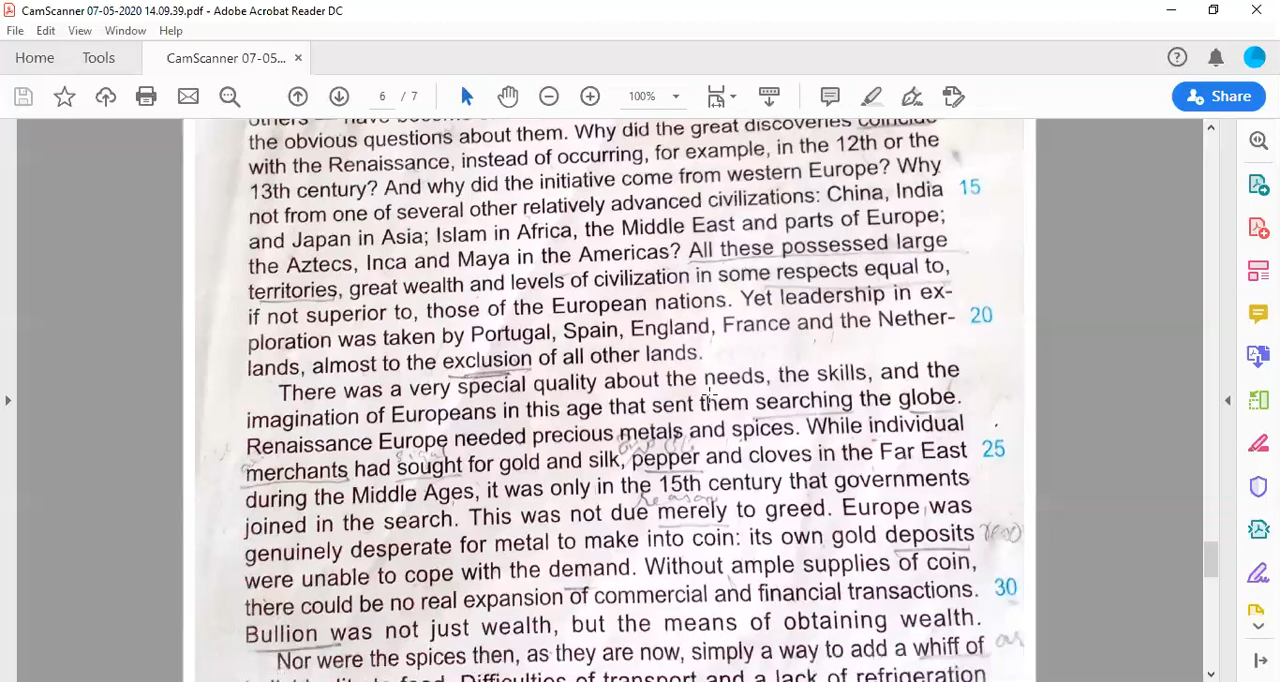 CamScanner 07-05-2020 14.09.39.pdf - Adobe Acrobat Reader DC
File Edit View Window Help
Home Tools CamScanner 07-05... ×
6 / 7 100% Share
others — have become
the obvious questions about them. Why did the great discoveries coincide
with the Renaissance, instead of occurring, for example, in the 12th or the
13th century? And why did the initiative come from western Europe? Why
not from one of several other relatively advanced civilizations: China, India 15
and Japan in Asia; Islam in Africa, the Middle East and parts of Europe;
the Aztecs, Inca and Maya in the Americas? All these possessed large
territories, great wealth and levels of civilization in some respects equal to,
if not superior to, those of the European nations. Yet leadership in ex-
ploration was taken by Portugal, Spain, England, France and the Nether- 20
lands, almost to the exclusion of all other lands.
There was a very special quality about the needs, the skills, and the
imagination of Europeans in this age that sent them searching the globe.
Renaissance Europe needed precious metals and spices. While individual
merchants had sought for gold and silk, pepper and cloves in the Far East 25
during the Middle Ages, it was only in the 15th century that governments
reason
joined in the search. This was not due merely to greed. Europe was
genuinely desperate for metal to make into coin: its own gold deposits
were unable to cope with the demand. Without ample supplies of coin,
there could be no real expansion of commercial and financial transactions. 30
Bullion was not just wealth, but the means of obtaining wealth.
Nor were the spices then, as they are now, simply a way to add a whiff of
to food. Difficulties of transport and a lack of refrigeration